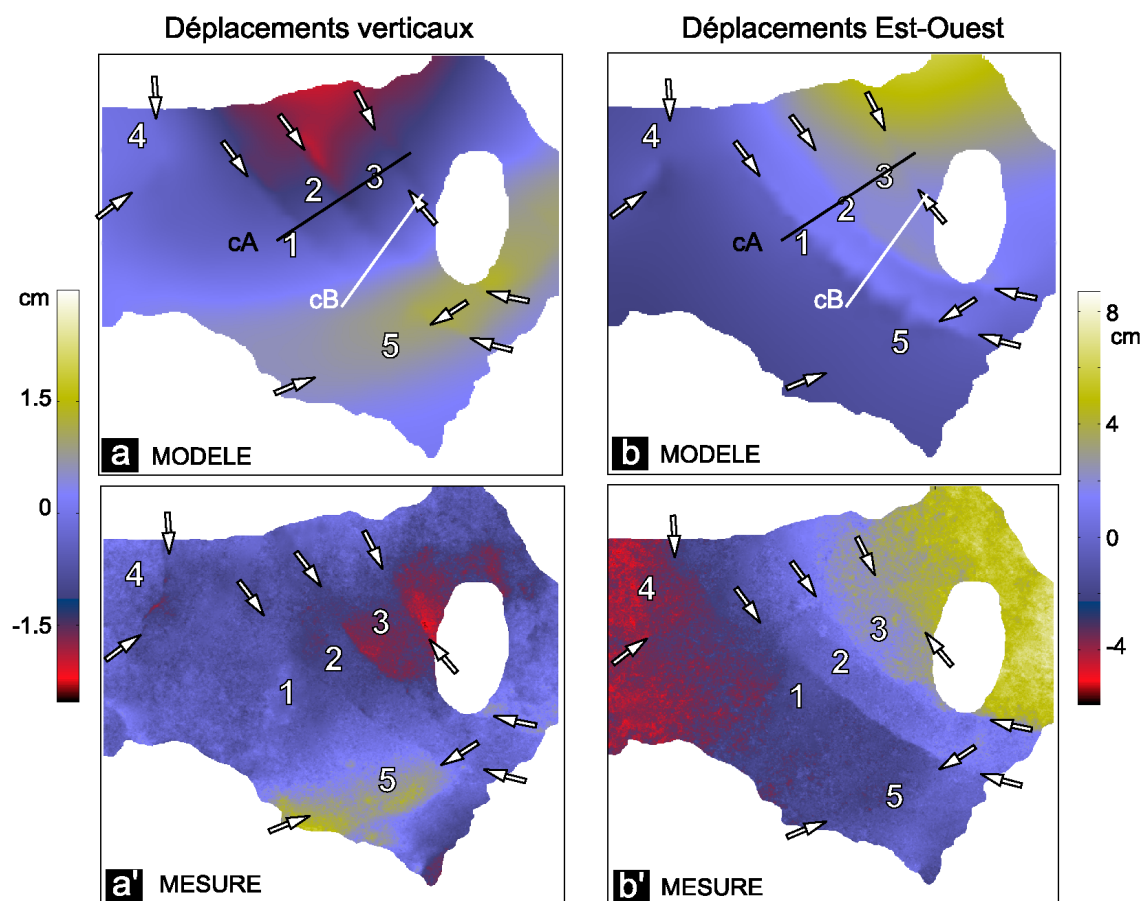 Déplacements verticaux
Déplacements Est-Ouest
4
2
3
cA
1
cB
5
a MODELE
4
3
2
cA
1
cB
5
b MODELE
cm
1.5
0
-1.5
8
cm
4
0
-4
4
3
2
1
5
a' MESURE
4
3
2
1
5
b' MESURE